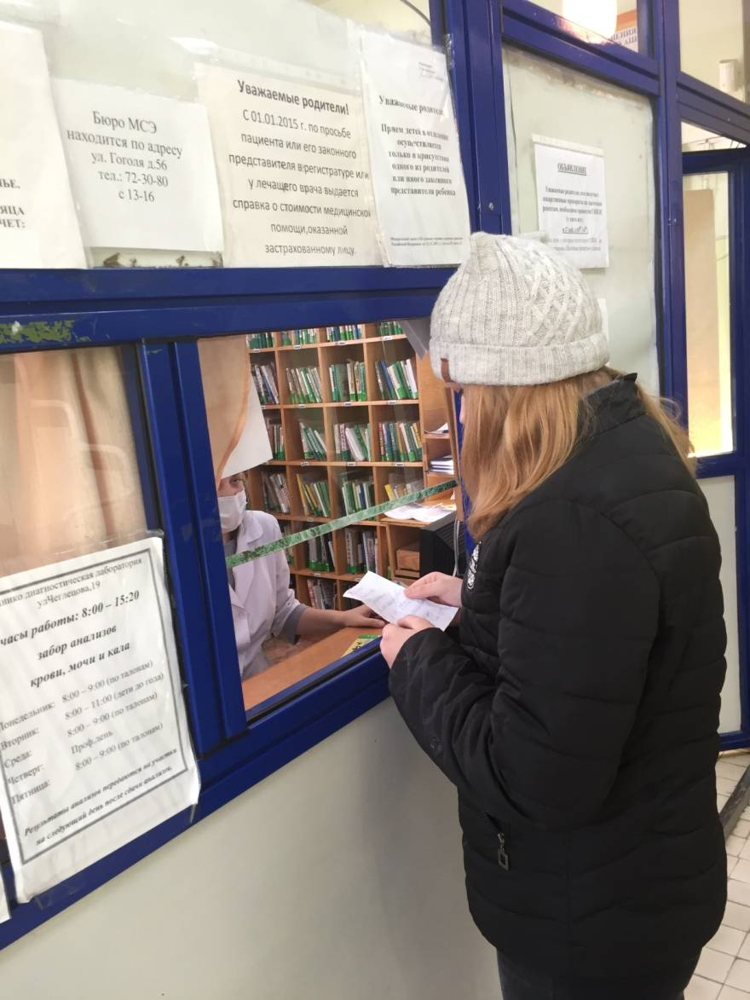 ЬЕ.
ЯЦА
ЧЕТ:
Бюро МСЭ
находится по адресу
ул. Гоголя д.56
тел.: 72-30-80
с 13-16
Уважаемые родители!
С 01.01.2015 г. по просьбе
пациента или его законного
представителя в регистратуре или
у лечащего врача выдается
справка о стоимости медицинской
помощи,оказанной
застрахованному лицу.
Уважаемые родители,
Прием детей в отделение
осуществляется
только в присутствии
одного из родителей
или иного законного
представителя ребенка
ОБЪЯВЛЕНИЕ
Уважаемые родители
нико диагностическая лаборатория
ул.Чеглецова,19
часы работы: 8:00 – 15:20
забор анализов
крови, мочи и кала
Понедельник: 8:00 – 9:00 (по талонам)
Вторник: 8:00 – 11:00 (дети до года)
Среда: 8:00 – 9:00 (по талонам)
Четверг: Проф.день
Пятница: 8:00 – 9:00 (по талонам)
Результаты анализов передаются на участки
на следующий день после сдачи анализов.